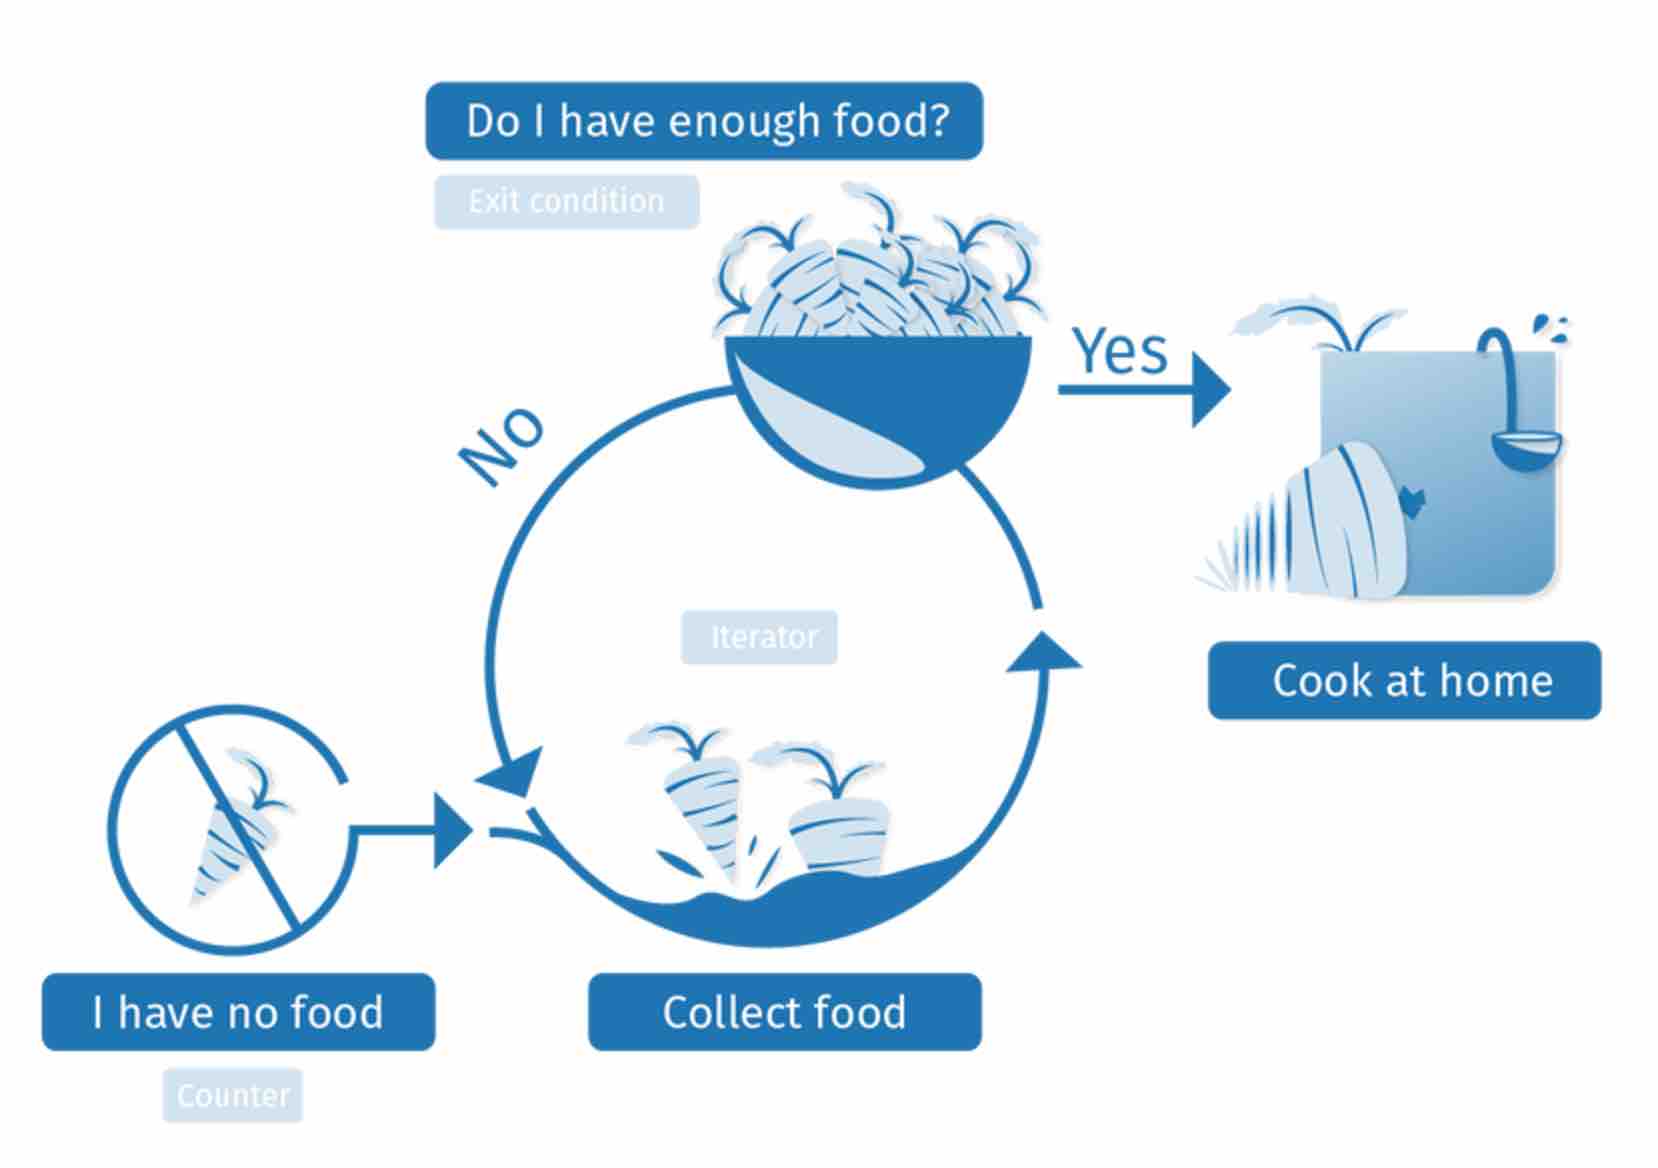 Do I have enough food?
Exit condition
Yes
No
Iterator
Cook at home
I have no food
Collect food
Counter